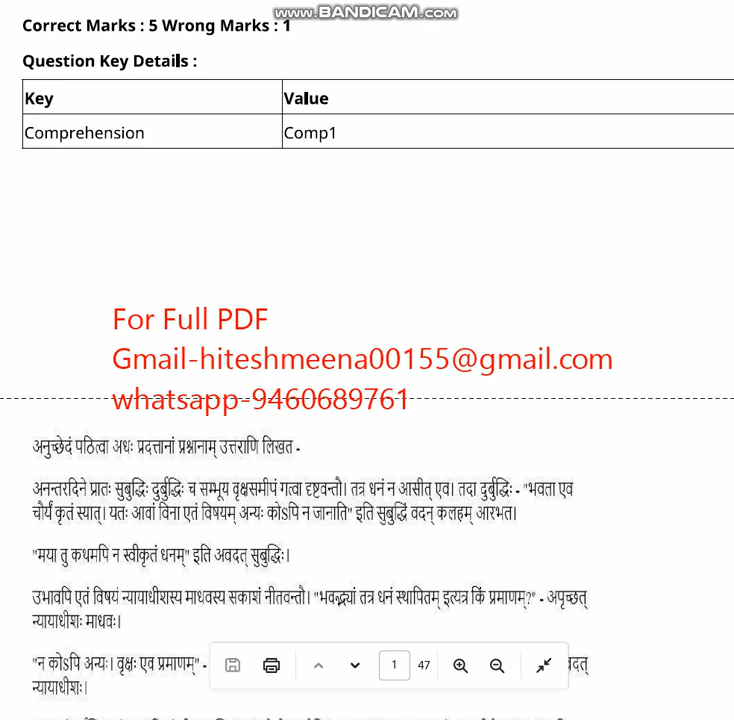 www.BANDICAM.com
Correct Marks : 5 Wrong Marks : 1
Question Key Details :
Key Value
Comprehension Comp1
For Full PDF
Gmail-hiteshmeena00155@gmail.com
whatsapp-9460689761
अनुच्छेदं पठित्वा अधः प्रदत्तानां प्रश्नानाम् उत्तराणि लिखत -
अनन्तरदिने प्रातः सुबुद्धिः दुर्बुद्धिः च सम्भूय वृक्षसमीपं गत्वा दृष्टवन्तौ। तत्र धनं न आसीत् एव। तदा दुर्बुद्धिः - "भवता एव
चौर्यं कृतं स्यात्। यतः आवां विना एतं विषयम् अन्यः कोऽपि न जानाति" इति सुबुद्धिं वदन् कलहम् आरभत।
"मया तु कथमपि न स्वीकृतं धनम्" इति अवदत् सुबुद्धिः।
उभावपि एतं विषयं न्यायाधीशस्य माधवस्य सकाशं नीतवन्तौ। "भवद्भ्यां तत्र धनं स्थापितम् इत्यत्र किं प्रमाणम्?" - अपृच्छत्
न्यायाधीशः माधवः।
"न कोऽपि अन्यः। वृक्षः एव प्रमाणम्" -
1 47
न्यायाधीशः।